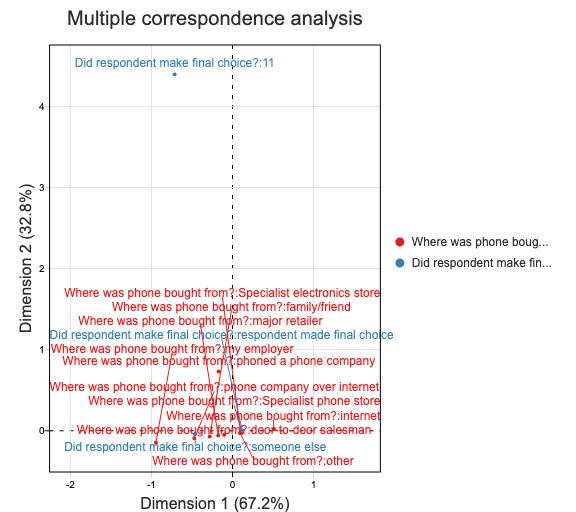 Multiple correspondence analysis
Did respondent make final choice?:11
4
3
2
1
0
Dimension 2 (32.8%)
Where was phone boug...
Did respondent make fin...
Where was phone bought from?:Specialist electronics store
Where was phone bought from?:family/friend
Where was phone bought from?:major retailer
Did respondent make final choice?:respondent made final choice
Where was phone bought from?:my employer
Where was phone bought from?:phoned a phone company
Where was phone bought from?:phone company over internet
Where was phone bought from?:Specialist phone store
Where was phone bought from?:internet
Where was phone bought from?:door-to-door salesman
Did respondent make final choice?:someone else
Where was phone bought from?:other
-2 -1 0 1
Dimension 1 (67.2%)